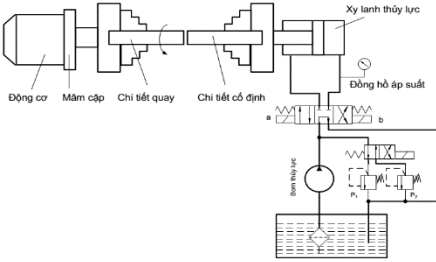 Xy lanh thủy lực
Động cơ
Mâm cặp
Chi tiết quay
Chi tiết cố định
Đồng hồ áp suất
a
b
Bơm thủy lực
P1
P2